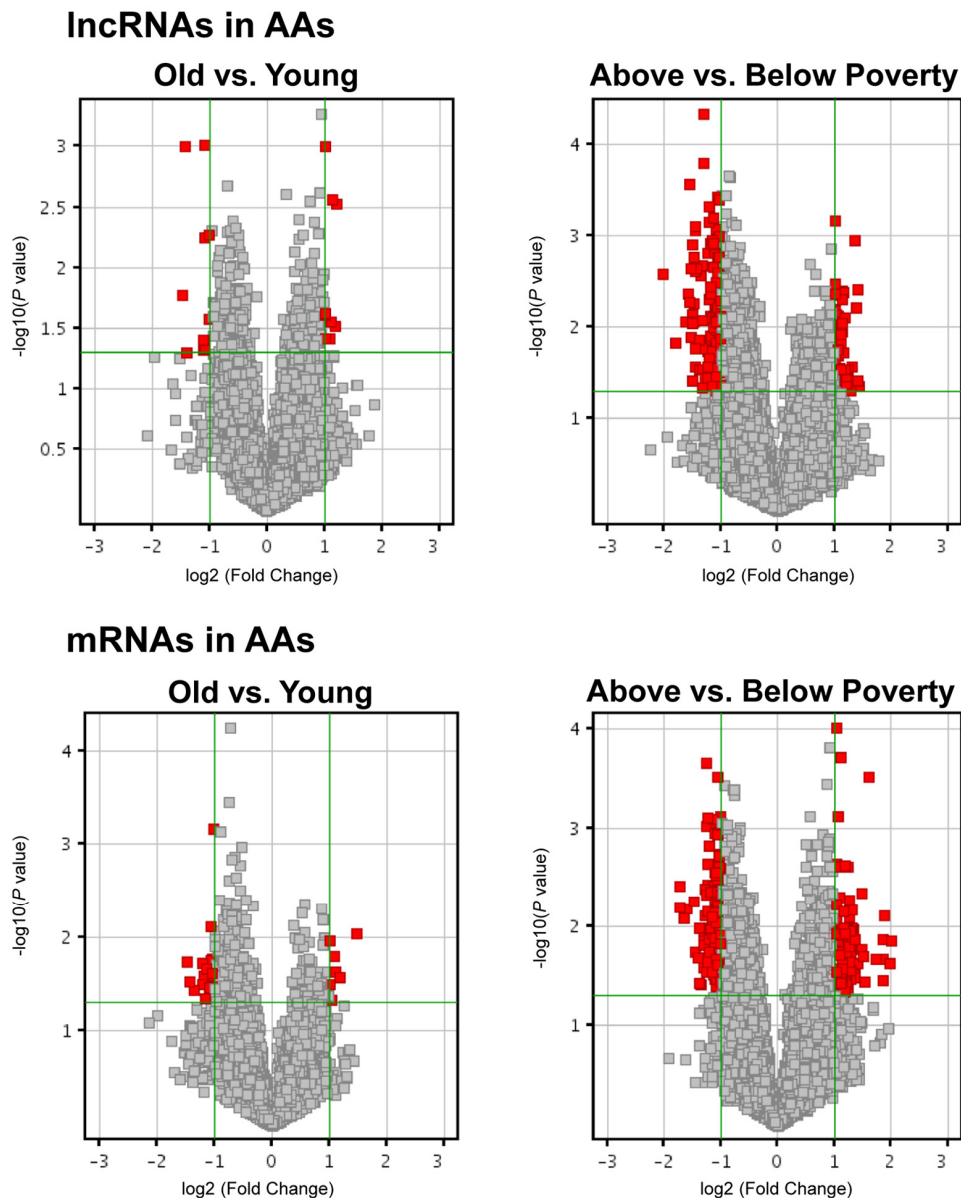 lncRNAs in AAs
Old vs. Young
Above vs. Below Poverty
-log10(P value)
3
2.5
2
1.5
1
0.5
-3 -2 -1 0 1 2 3
log2 (Fold Change)
-log10(P value)
4
3
2
1
-3 -2 -1 0 1 2 3
log2 (Fold Change)
mRNAs in AAs
Old vs. Young
Above vs. Below Poverty
-log10(P value)
4
3
2
1
-3 -2 -1 0 1 2 3
log2 (Fold Change)
-log10(P value)
4
3
2
1
-3 -2 -1 0 1 2 3
log2 (Fold Change)